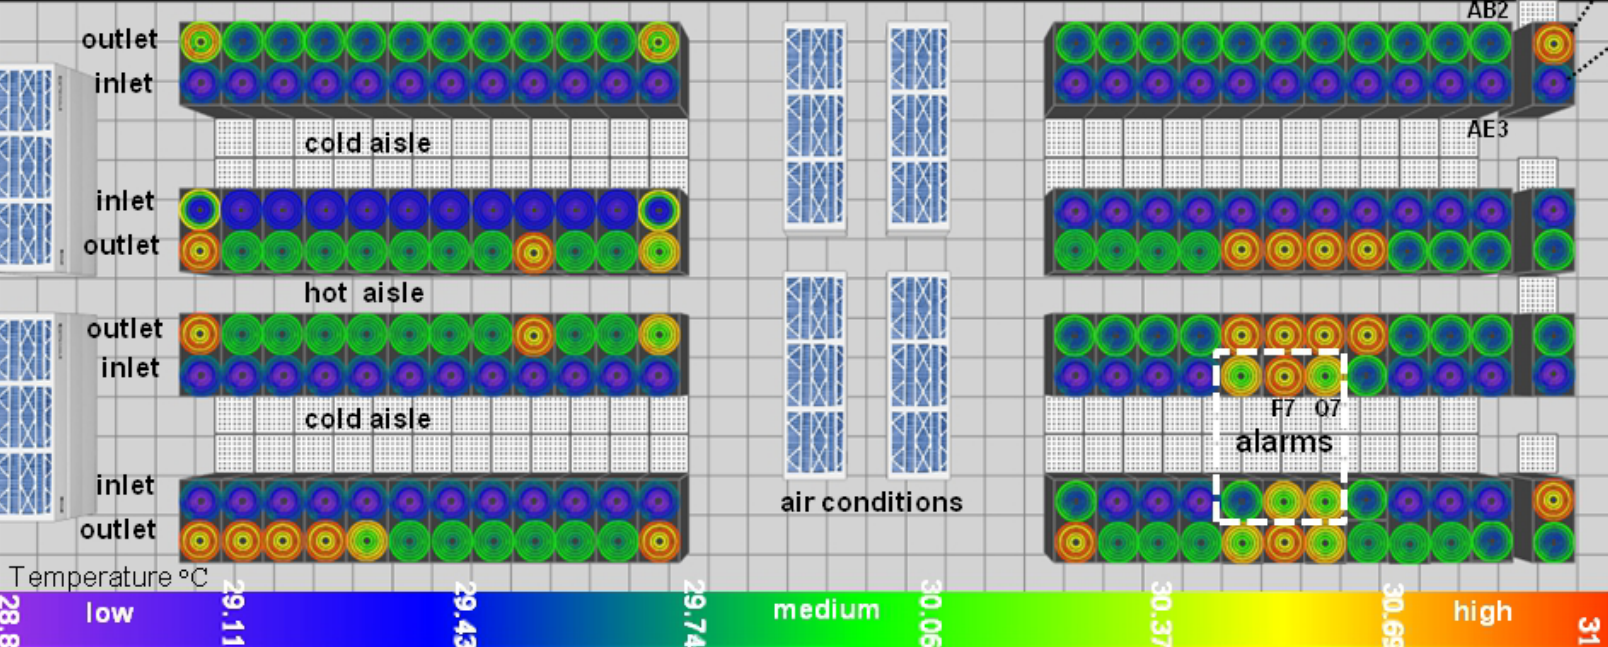 AB2
outlet
inlet
AE3
cold aisle
inlet
outlet
hot aisle
outlet
inlet
F7 O7
cold aisle
alarms
inlet
air conditions
outlet
Temperature °C
low
medium
high
28.8
29.11
29.43
29.74
30.06
30.37
30.69
31